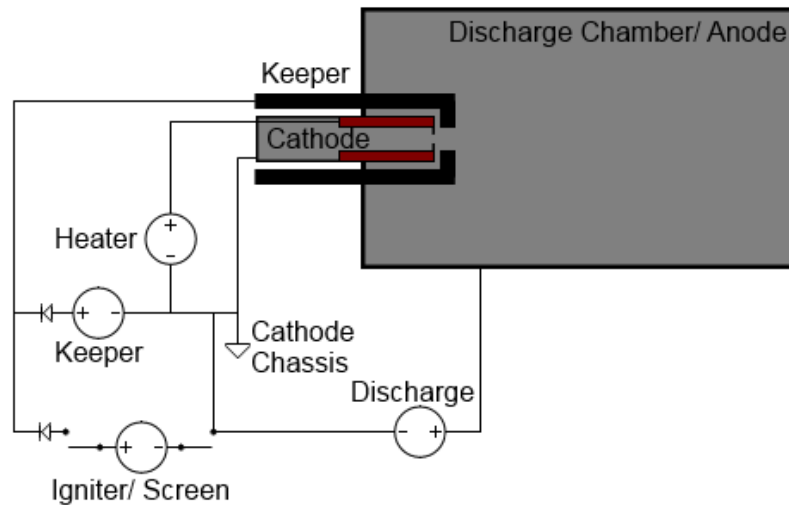 Discharge Chamber/ Anode
Keeper
Cathode
+
Heater
-
+ -
Keeper
Cathode
Chassis
Discharge
- +
+ -
Igniter/ Screen